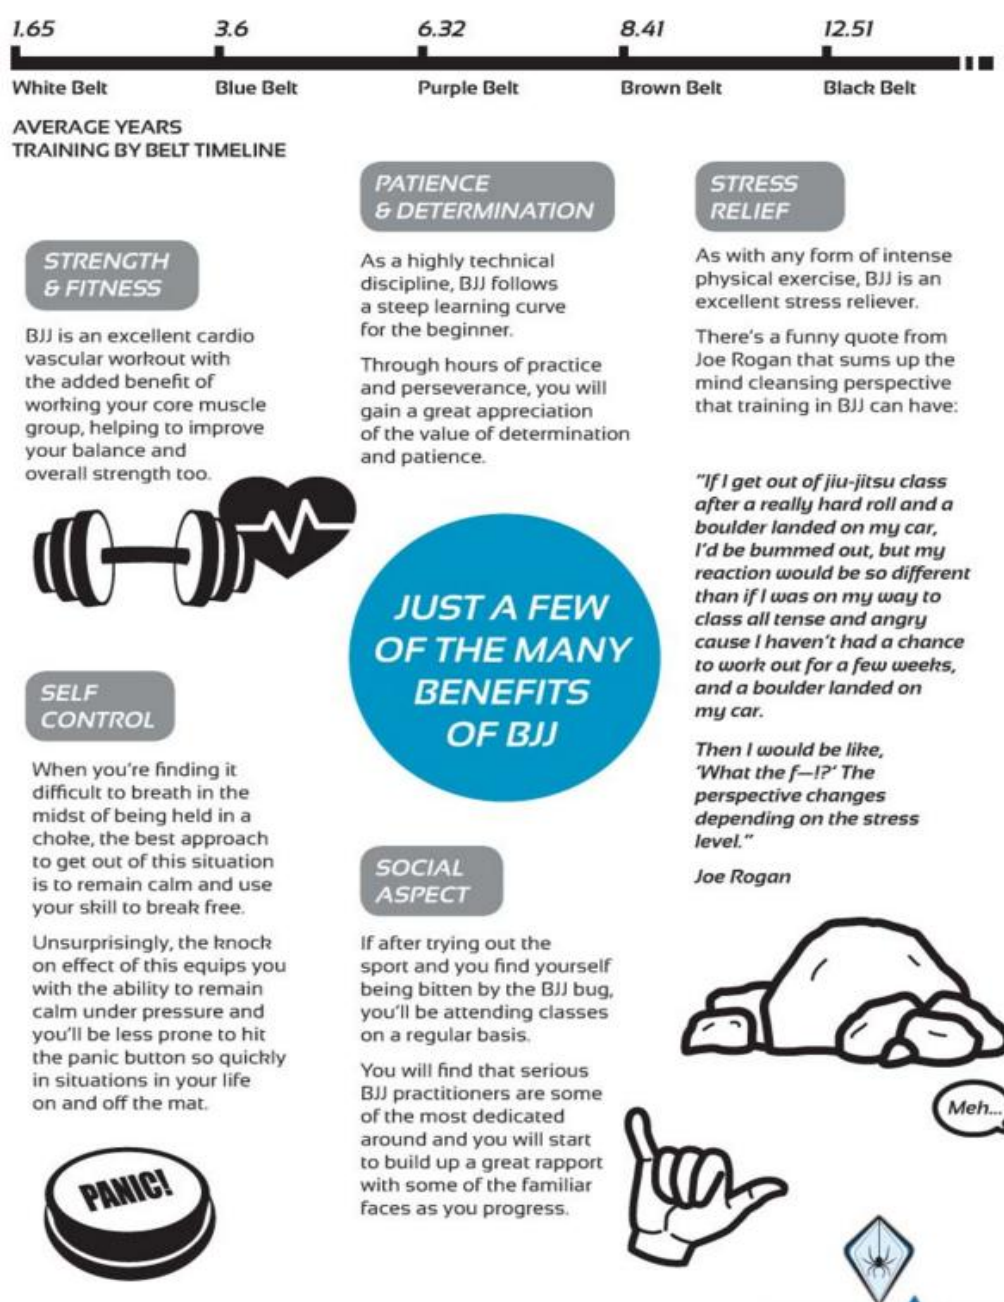 1.65 3.6 6.32 8.41 12.51
White Belt Blue Belt Purple Belt Brown Belt Black Belt
AVERAGE YEARS
TRAINING BY BELT TIMELINE
STRENGTH
& FITNESS
BJJ is an excellent cardio
vascular workout with
the added benefit of
working your core muscle
group, helping to improve
your balance and
overall strength too.
PATIENCE
& DETERMINATION
As a highly technical
discipline, BJJ follows
a steep learning curve
for the beginner.
Through hours of practice
and perseverance, you will
gain a great appreciation
of the value of determination
and patience.
STRESS
RELIEF
As with any form of intense
physical exercise, BJJ is an
excellent stress reliever.
There's a funny quote from
Joe Rogan that sums up the
mind cleansing perspective
that training in BJJ can have:
"If I get out of jiu-jitsu class
after a really hard roll and a
boulder landed on my car,
I'd be bummed out, but my
reaction would be so different
than if I was on my way to
class all tense and angry
cause I haven't had a chance
to work out for a few weeks,
and a boulder landed on
my car.
Then I would be like,
'What the f—!?' The
perspective changes
depending on the stress
level."
Joe Rogan
JUST A FEW
OF THE MANY
BENEFITS
OF BJJ
SELF
CONTROL
When you're finding it
difficult to breath in the
midst of being held in a
choke, the best approach
to get out of this situation
is to remain calm and use
your skill to break free.
Unsurprisingly, the knock
on effect of this equips you
with the ability to remain
calm under pressure and
you'll be less prone to hit
the panic button so quickly
in situations in your life
on and off the mat.
PANIC!
SOCIAL
ASPECT
If after trying out the
sport and you find yourself
being bitten by the BJJ bug,
you'll be attending classes
on a regular basis.
You will find that serious
BJJ practitioners are some
of the most dedicated
around and you will start
to build up a great rapport
with some of the familiar
faces as you progress.
Meh...